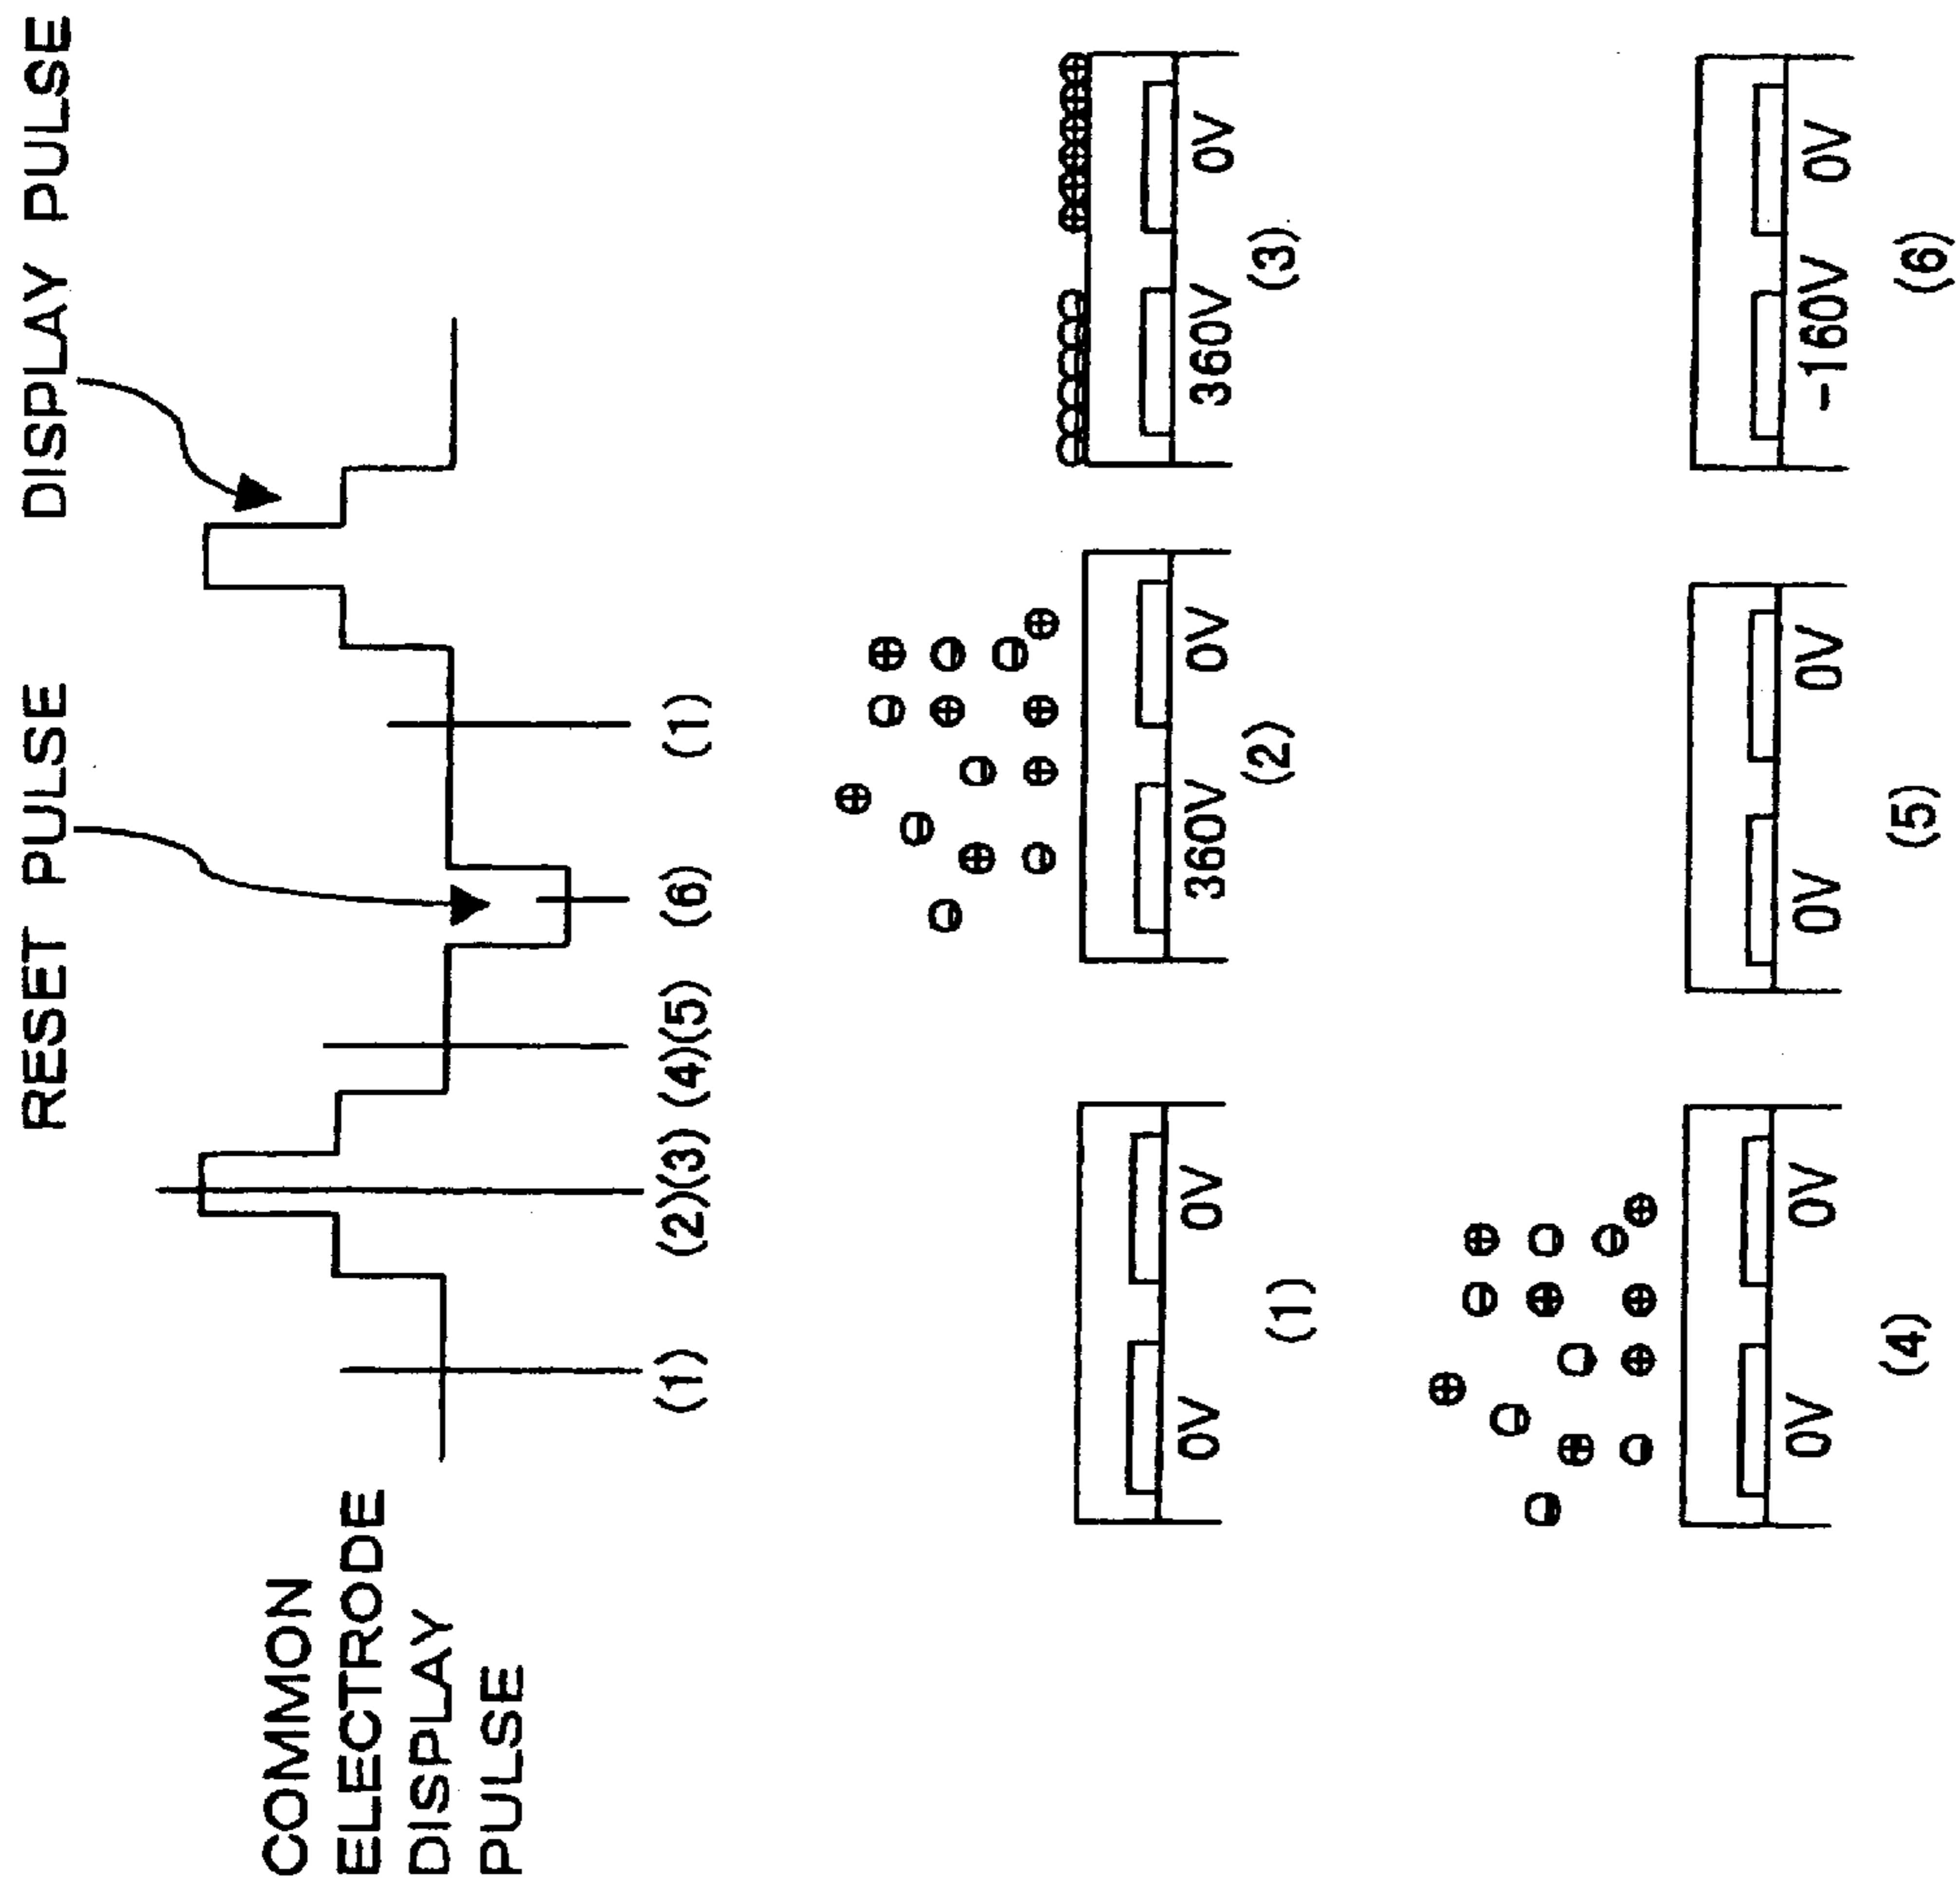 RESET PULSE
DISPLAY PULSE
COMMON
ELECTRODE
DISPLAY
PULSE
(1)
(2)(3)
(4)(5)
(6)
(1)
0V
0V
(1)
360V
0V
(2)
360V
0V
(3)
0V
0V
(4)
0V
0V
(5)
-160V
0V
(6)